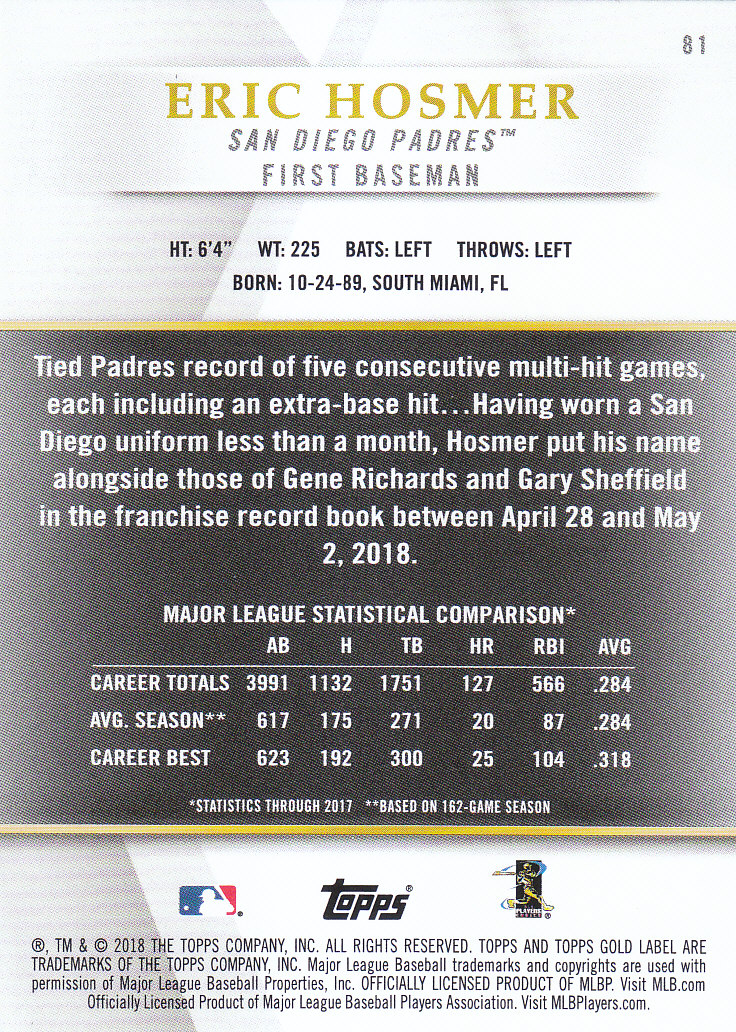 81
ERIC HOSMER
SAN DIEGO PADRES™
FIRST BASEMAN
HT: 6'4" WT: 225 BATS: LEFT THROWS: LEFT
BORN: 10-24-89, SOUTH MIAMI, FL
Tied Padres record of five consecutive multi-hit games,
each including an extra-base hit...Having worn a San
Diego uniform less than a month, Hosmer put his name
alongside those of Gene Richards and Gary Sheffield
in the franchise record book between April 28 and May
2, 2018.
MAJOR LEAGUE STATISTICAL COMPARISON*
AB H TB HR RBI AVG
CAREER TOTALS 3991 1132 1751 127 566 .284
AVG. SEASON** 617 175 271 20 87 .284
CAREER BEST 623 192 300 25 104 .318
*STATISTICS THROUGH 2017 **BASED ON 162-GAME SEASON
topps®
PLAYERS
®, TM & © 2018 THE TOPPS COMPANY, INC. ALL RIGHTS RESERVED. TOPPS AND TOPPS GOLD LABEL ARE
TRADEMARKS OF THE TOPPS COMPANY, INC. Major League Baseball trademarks and copyrights are used with
permission of Major League Baseball Properties, Inc. OFFICIALLY LICENSED PRODUCT OF MLBP. Visit MLB.com
Officially Licensed Product of Major League Baseball Players Association. Visit MLBPlayers.com.